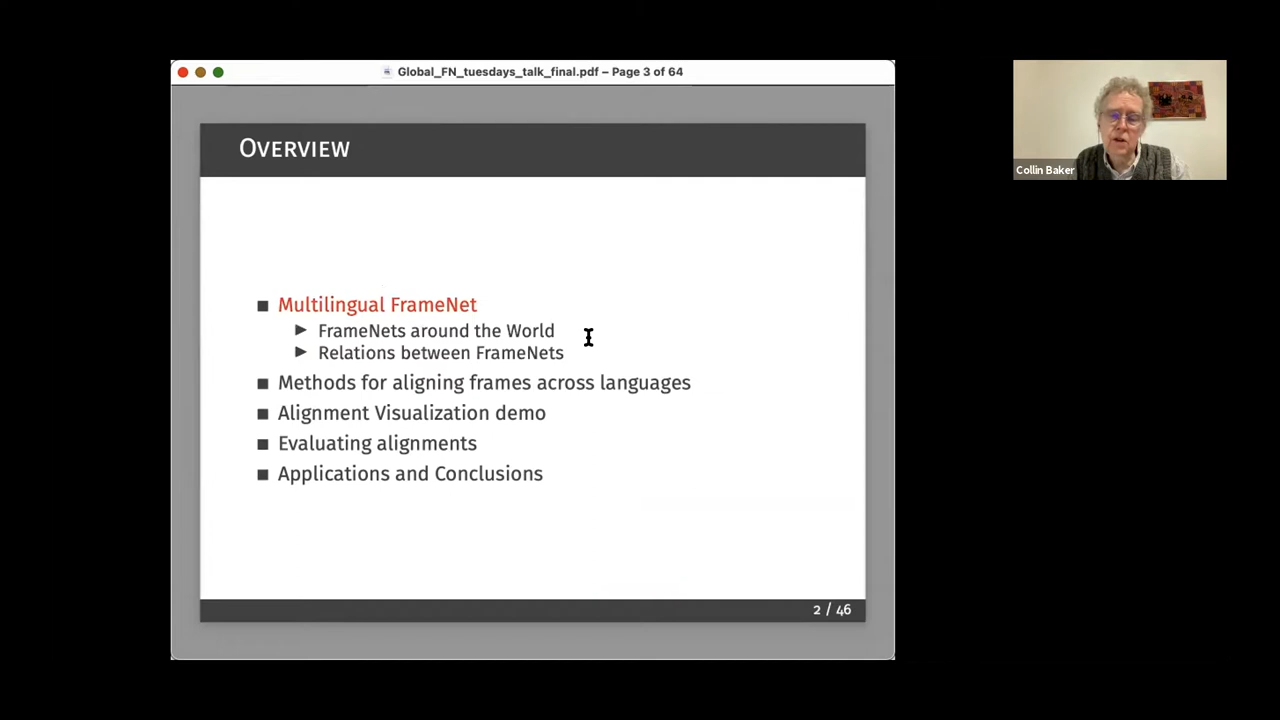 Global_FN_tuesdays_talk_final.pdf – Page 3 of 64
Overview
Multilingual FrameNet
FrameNets around the World
Relations between FrameNets
Methods for aligning frames across languages
Alignment Visualization demo
Evaluating alignments
Applications and Conclusions
2 / 46
Collin Baker